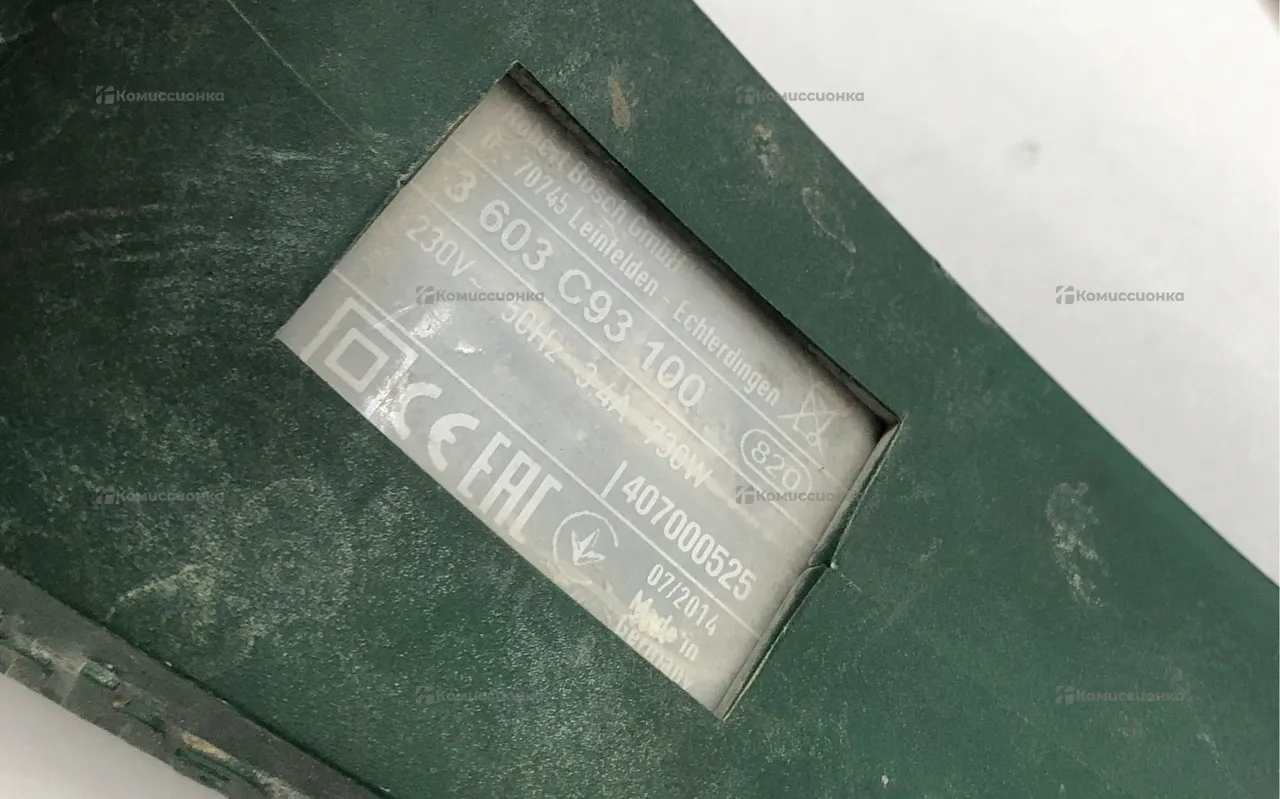 Robert Bosch GmbH
70745 Leinfelden - Echterdingen
3 603 C93 100
820
230V~ 50Hz 3,4A 730W
407000525
CE EAC
07/2014
Made in
Germany
Комиссионка
Комиссионка
Комиссионка
Комиссионка
Комиссионка
Комиссионка
Комиссионка
Комиссионка